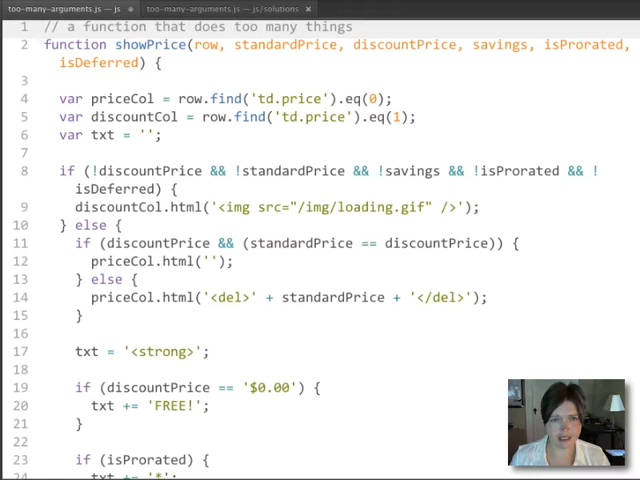 too-many-arguments.js — js
too-many-arguments.js — js/solutions ×
1 // a function that does too many things
2 function showPrice(row, standardPrice, discountPrice, savings, isProrated,
isDeferred) {
3
4 var priceCol = row.find('td.price').eq(0);
5 var discountCol = row.find('td.price').eq(1);
6 var txt = '';
7
8 if (!discountPrice && !standardPrice && !savings && !isProrated && !
isDeferred) {
9 discountCol.html('<img src="/img/loading.gif" />');
10 } else {
11 if (discountPrice && (standardPrice == discountPrice)) {
12 priceCol.html('');
13 } else {
14 priceCol.html('<del>' + standardPrice + '</del>');
15 }
16
17 txt = '<strong>';
18
19 if (discountPrice == '$0.00') {
20 txt += 'FREE!';
21 }
22
23 if (isProrated) {
24 txt += '*';